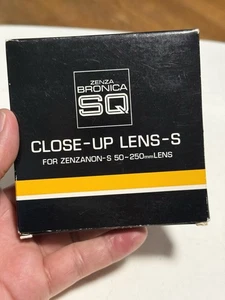 ZENZA
BRONICA
SQ
CLOSE-UP LENS-S
FOR ZENZANON-S 50-250mm LENS